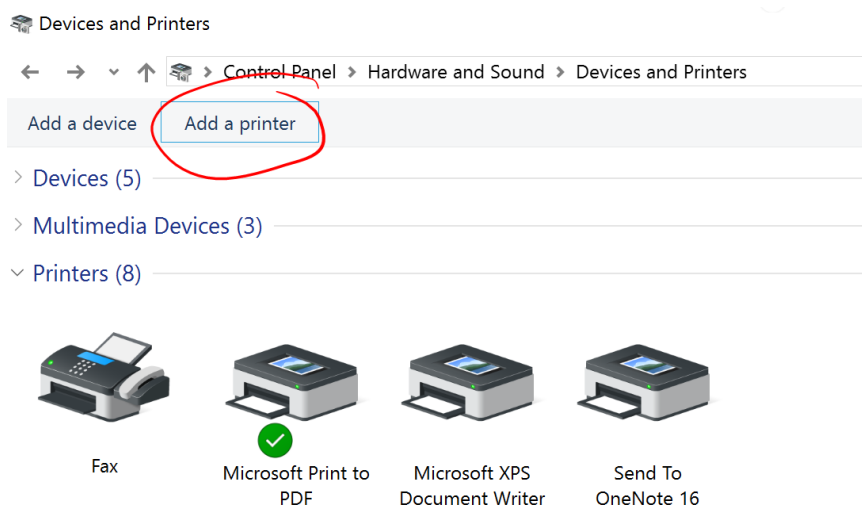 Devices and Printers
Control Panel > Hardware and Sound > Devices and Printers
Add a device Add a printer
Devices (5)
Multimedia Devices (3)
Printers (8)
Fax
Microsoft Print to
PDF
Microsoft XPS
Document Writer
Send To
OneNote 16